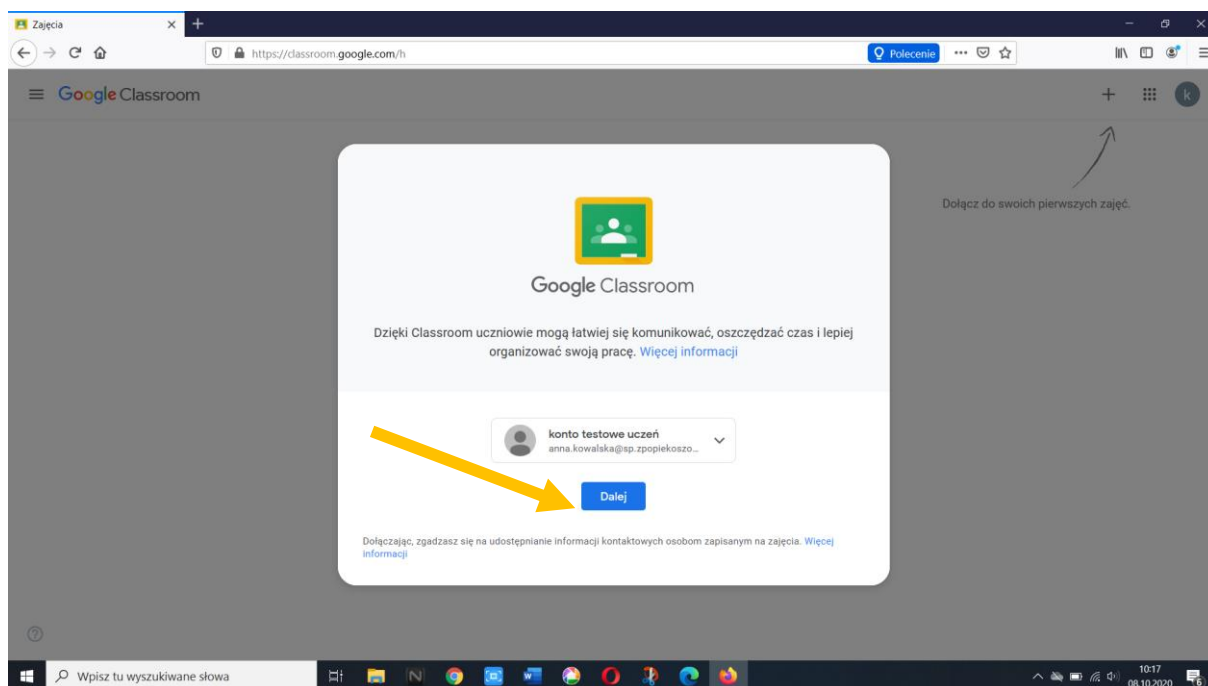 Zajęcia
https://classroom.google.com/h
Polecenie
Google Classroom
k
Dołącz do swoich pierwszych zajęć.
Google Classroom
Dzięki Classroom uczniowie mogą łatwiej się komunikować, oszczędzać czas i lepiej
organizować swoją pracę. Więcej informacji
konto testowe uczeń
anna.kowalska@sp.zpopiekoszo...
Dalej
Dołączając, zgadzasz się na udostępnianie informacji kontaktowych osobom zapisanym na zajęcia. Więcej
informacji
Wpisz tu wyszukiwane słowa
10:17
08.10.2020
6